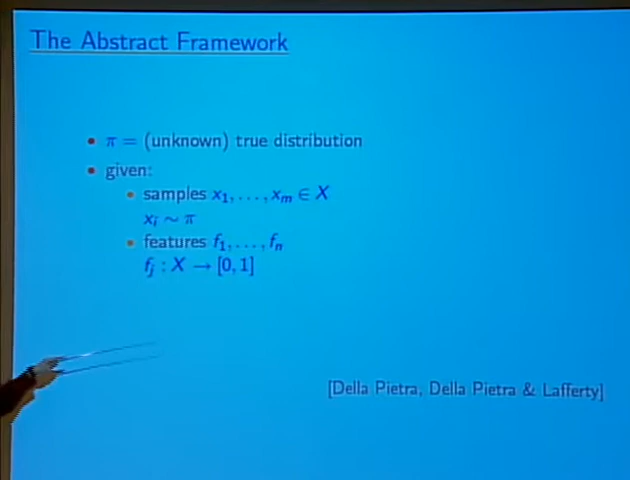 The Abstract Framework
• π = (unknown) true distribution
• given:
• samples x₁, . . . , xₘ ∈ X
xᵢ ∼ π
• features f₁, . . . , fₙ
fⱼ : X → [0, 1]
[Della Pietra, Della Pietra & Lafferty]